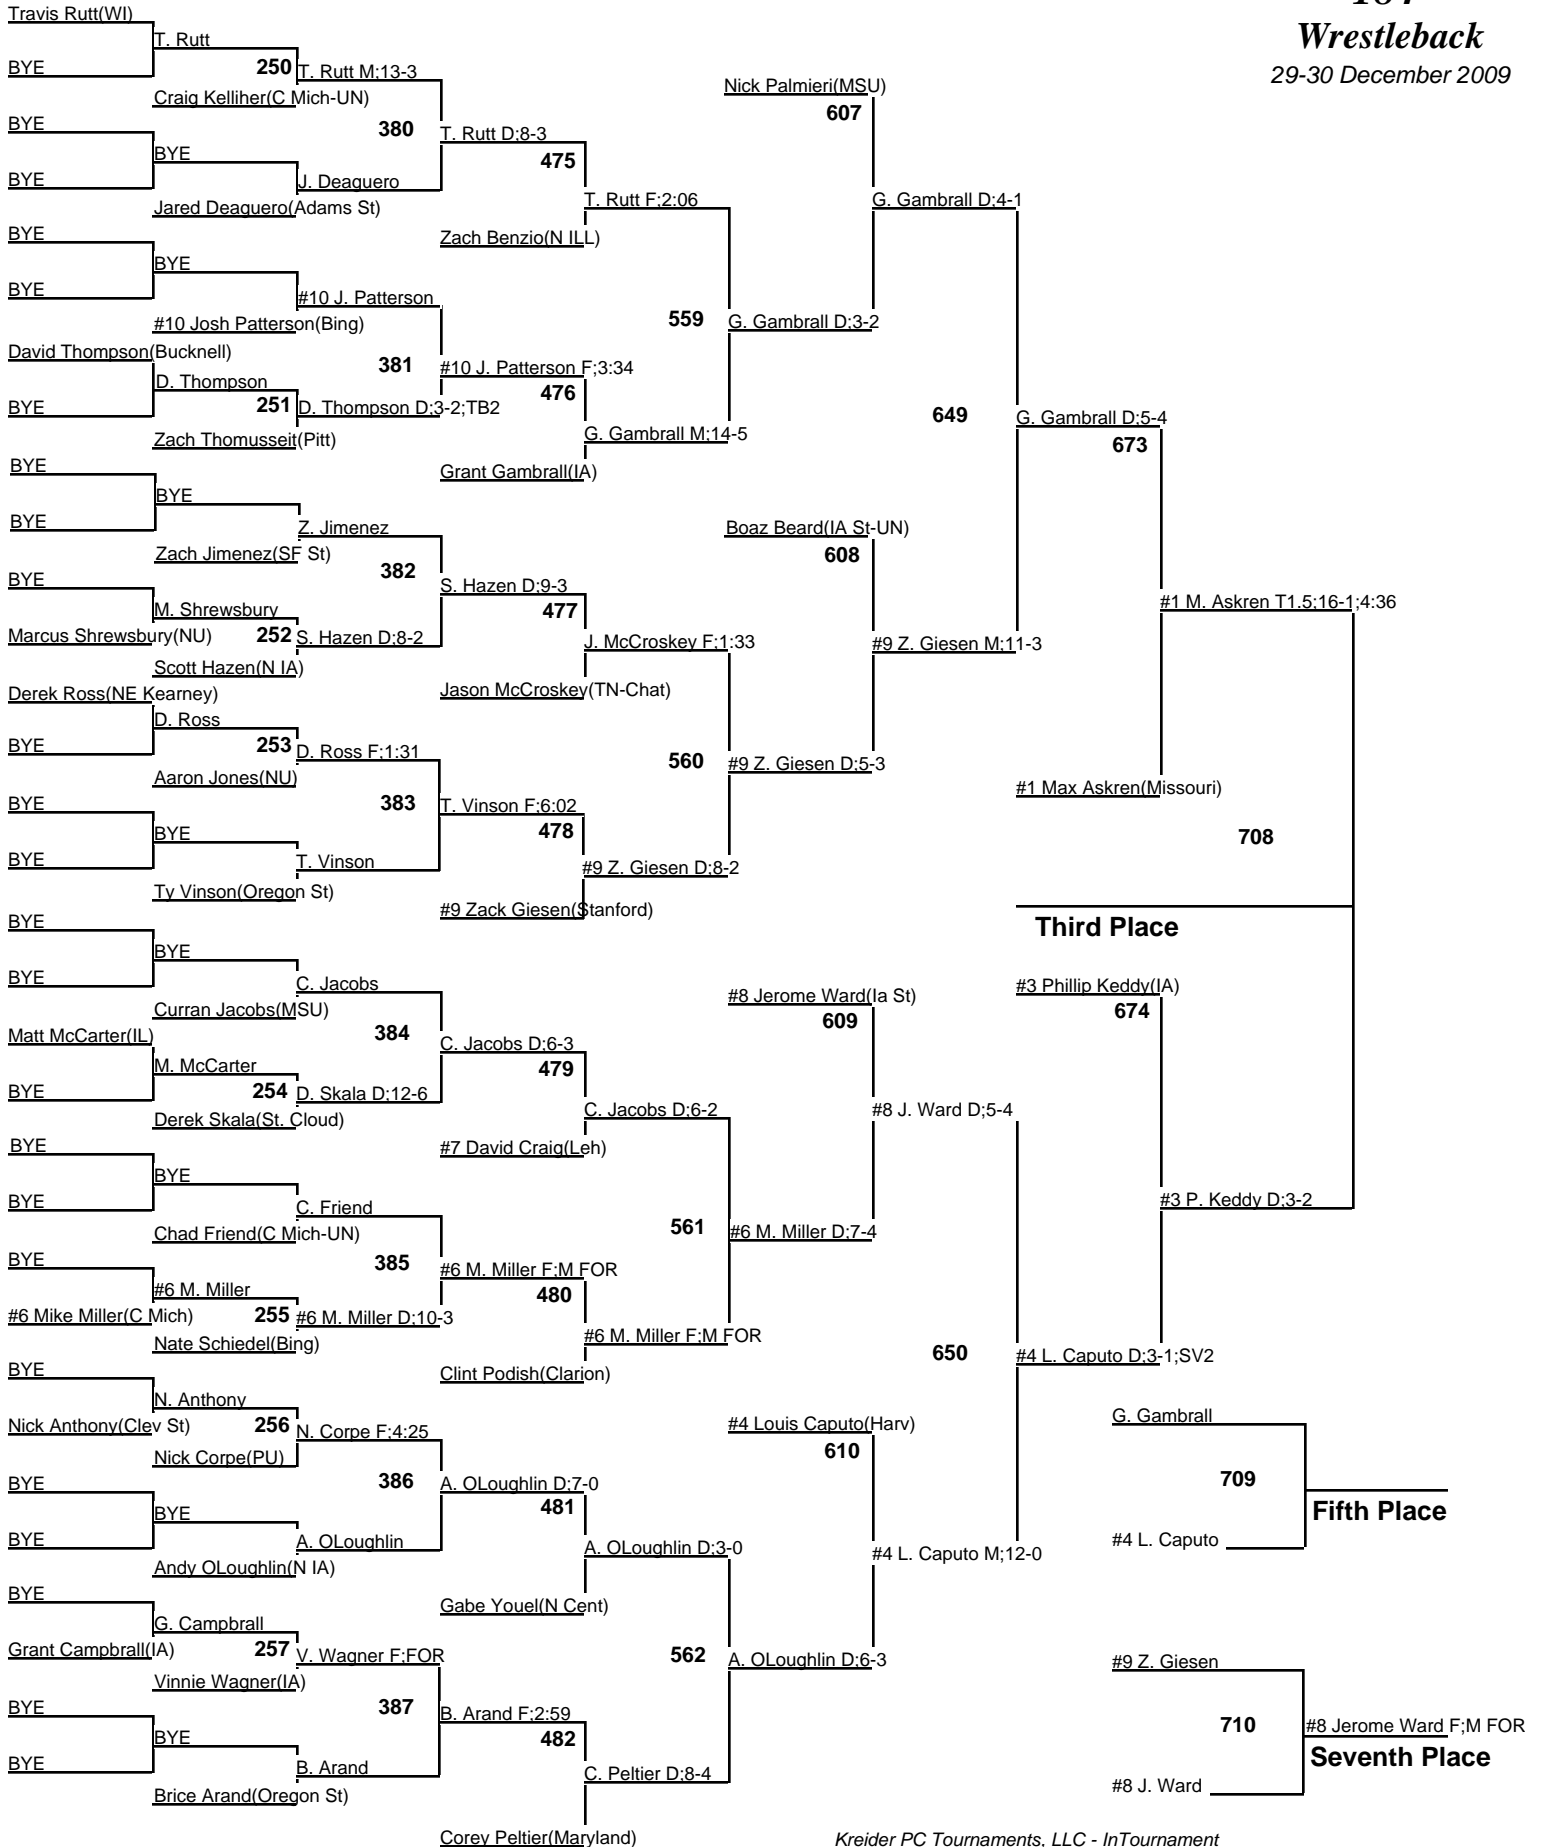 Wrestleback
29-30 December 2009
Travis Rutt(WI)
T. Rutt
BYE
250
T. Rutt M;13-3
Craig Kelliher(C Mich-UN)
Nick Palmieri(MSU)
607
BYE
380
T. Rutt D;8-3
BYE
475
BYE
J. Deaguero
Jared Deaguero(Adams St)
T. Rutt F;2:06
G. Gambrall D;4-1
BYE
Zach Benzio(N ILL)
BYE
BYE
#10 J. Patterson
#10 Josh Patterson(Bing)
559
G. Gambrall D;3-2
David Thompson(Bucknell)
381
#10 J. Patterson F;3:34
D. Thompson
476
BYE
251
D. Thompson D;3-2;TB2
649
G. Gambrall D;5-4
Zach Thomusseit(Pitt)
G. Gambrall M;14-5
673
BYE
Grant Gambrall(IA)
BYE
BYE
Z. Jimenez
Boaz Beard(IA St-UN)
Zach Jimenez(SF St)
608
382
BYE
S. Hazen D;9-3
M. Shrewsbury
477
#1 M. Askren T1.5;16-1;4:36
Marcus Shrewsbury(NU)
252
S. Hazen D;8-2
J. McCroskey F;1:33
#9 Z. Giesen M;11-3
Scott Hazen(N IA)
Derek Ross(NE Kearney)
Jason McCroskey(TN-Chat)
D. Ross
BYE
253
D. Ross F;1:31
560
#9 Z. Giesen D;5-3
Aaron Jones(NU)
#1 Max Askren(Missouri)
BYE
383
T. Vinson F;6:02
BYE
478
708
BYE
T. Vinson
#9 Z. Giesen D;8-2
Ty Vinson(Oregon St)
#9 Zack Giesen(Stanford)
BYE
Third Place
BYE
BYE
C. Jacobs
#3 Phillip Keddy(IA)
Curran Jacobs(MSU)
#8 Jerome Ward(Ia St)
674
609
Matt McCarter(IL)
384
C. Jacobs D;6-3
M. McCarter
479
BYE
254
D. Skala D;12-6
C. Jacobs D;6-2
#8 J. Ward D;5-4
Derek Skala(St. Cloud)
BYE
#7 David Craig(Leh)
BYE
BYE
C. Friend
#3 P. Keddy D;3-2
Chad Friend(C Mich-UN)
561
#6 M. Miller D;7-4
BYE
385
#6 M. Miller F;M FOR
#6 M. Miller
480
#6 Mike Miller(C Mich)
255
#6 M. Miller D;10-3
Nate Schiedel(Bing)
#6 M. Miller F;M FOR
650
#4 L. Caputo D;3-1;SV2
BYE
Clint Podish(Clarion)
N. Anthony
Nick Anthony(Clev St)
256
N. Corpe F;4:25
#4 Louis Caputo(Harv)
G. Gambrall
Nick Corpe(PU)
610
BYE
386
A. OLoughlin D;7-0
709
481
BYE
Fifth Place
BYE
A. OLoughlin
A. OLoughlin D;3-0
#4 L. Caputo M;12-0
#4 L. Caputo
Andy OLoughlin(N IA)
BYE
Gabe Youel(N Cent)
G. Campbrall
Grant Campbrall(IA)
257
V. Wagner F;FOR
562
A. OLoughlin D;6-3
#9 Z. Giesen
Vinnie Wagner(IA)
BYE
387
B. Arand F;2:59
BYE
482
710
#8 Jerome Ward F;M FOR
BYE
B. Arand
C. Peltier D;8-4
Seventh Place
Brice Arand(Oregon St)
#8 J. Ward
Corey Peltier(Maryland)
Kreider PC Tournaments, LLC - InTournament